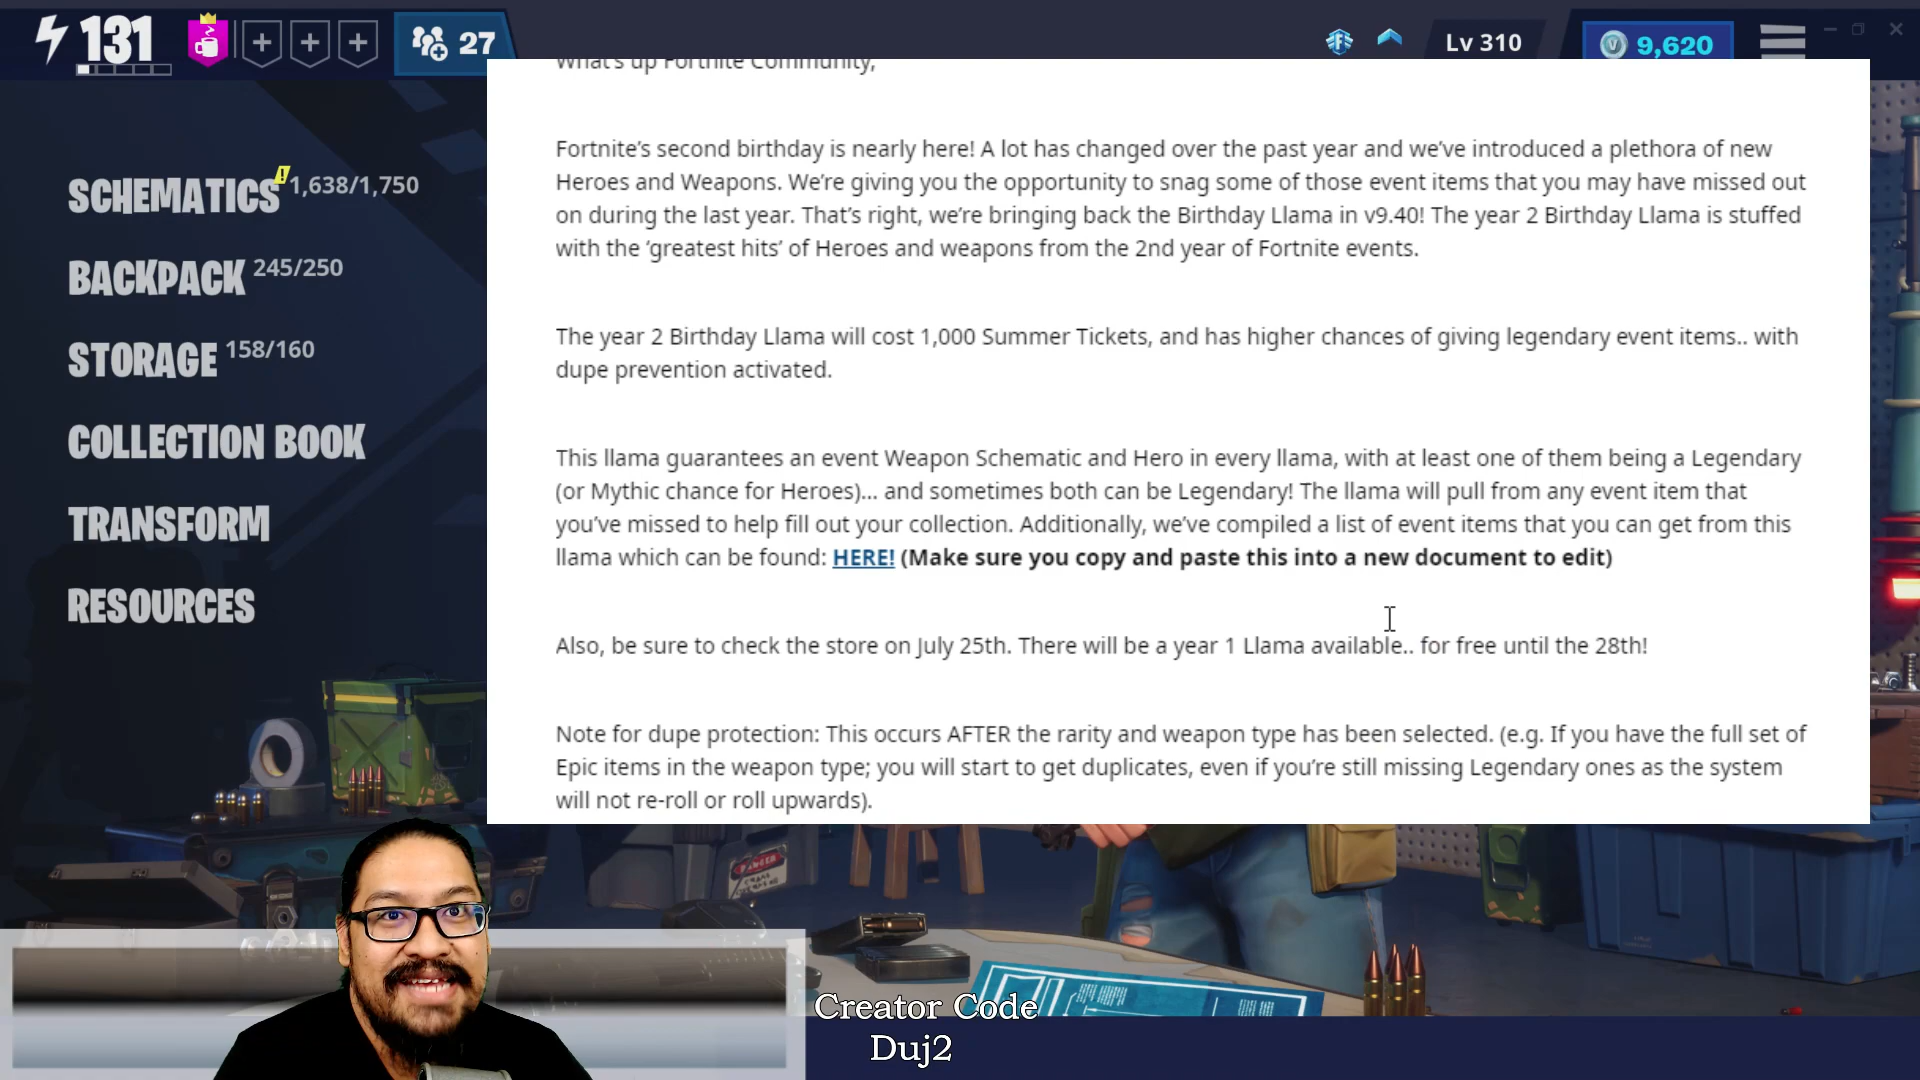 131
27
Lv 310
9,620
SCHEMATICS ! 1,638/1,750
BACKPACK 245/250
STORAGE 158/160
COLLECTION BOOK
TRANSFORM
RESOURCES
What's up Fortnite Community,
Fortnite's second birthday is nearly here! A lot has changed over the past year and we've introduced a plethora of new
Heroes and Weapons. We're giving you the opportunity to snag some of those event items that you may have missed out
on during the last year. That's right, we're bringing back the Birthday Llama in v9.40! The year 2 Birthday Llama is stuffed
with the 'greatest hits' of Heroes and weapons from the 2nd year of Fortnite events.
The year 2 Birthday Llama will cost 1,000 Summer Tickets, and has higher chances of giving legendary event items.. with
dupe prevention activated.
This llama guarantees an event Weapon Schematic and Hero in every llama, with at least one of them being a Legendary
(or Mythic chance for Heroes)... and sometimes both can be Legendary! The llama will pull from any event item that
you've missed to help fill out your collection. Additionally, we've compiled a list of event items that you can get from this
llama which can be found: HERE! (Make sure you copy and paste this into a new document to edit)
Also, be sure to check the store on July 25th. There will be a year 1 Llama available.. for free until the 28th!
Note for dupe protection: This occurs AFTER the rarity and weapon type has been selected. (e.g. If you have the full set of
Epic items in the weapon type; you will start to get duplicates, even if you're still missing Legendary ones as the system
will not re-roll or roll upwards).
DANGER
Creator Code
Duj2